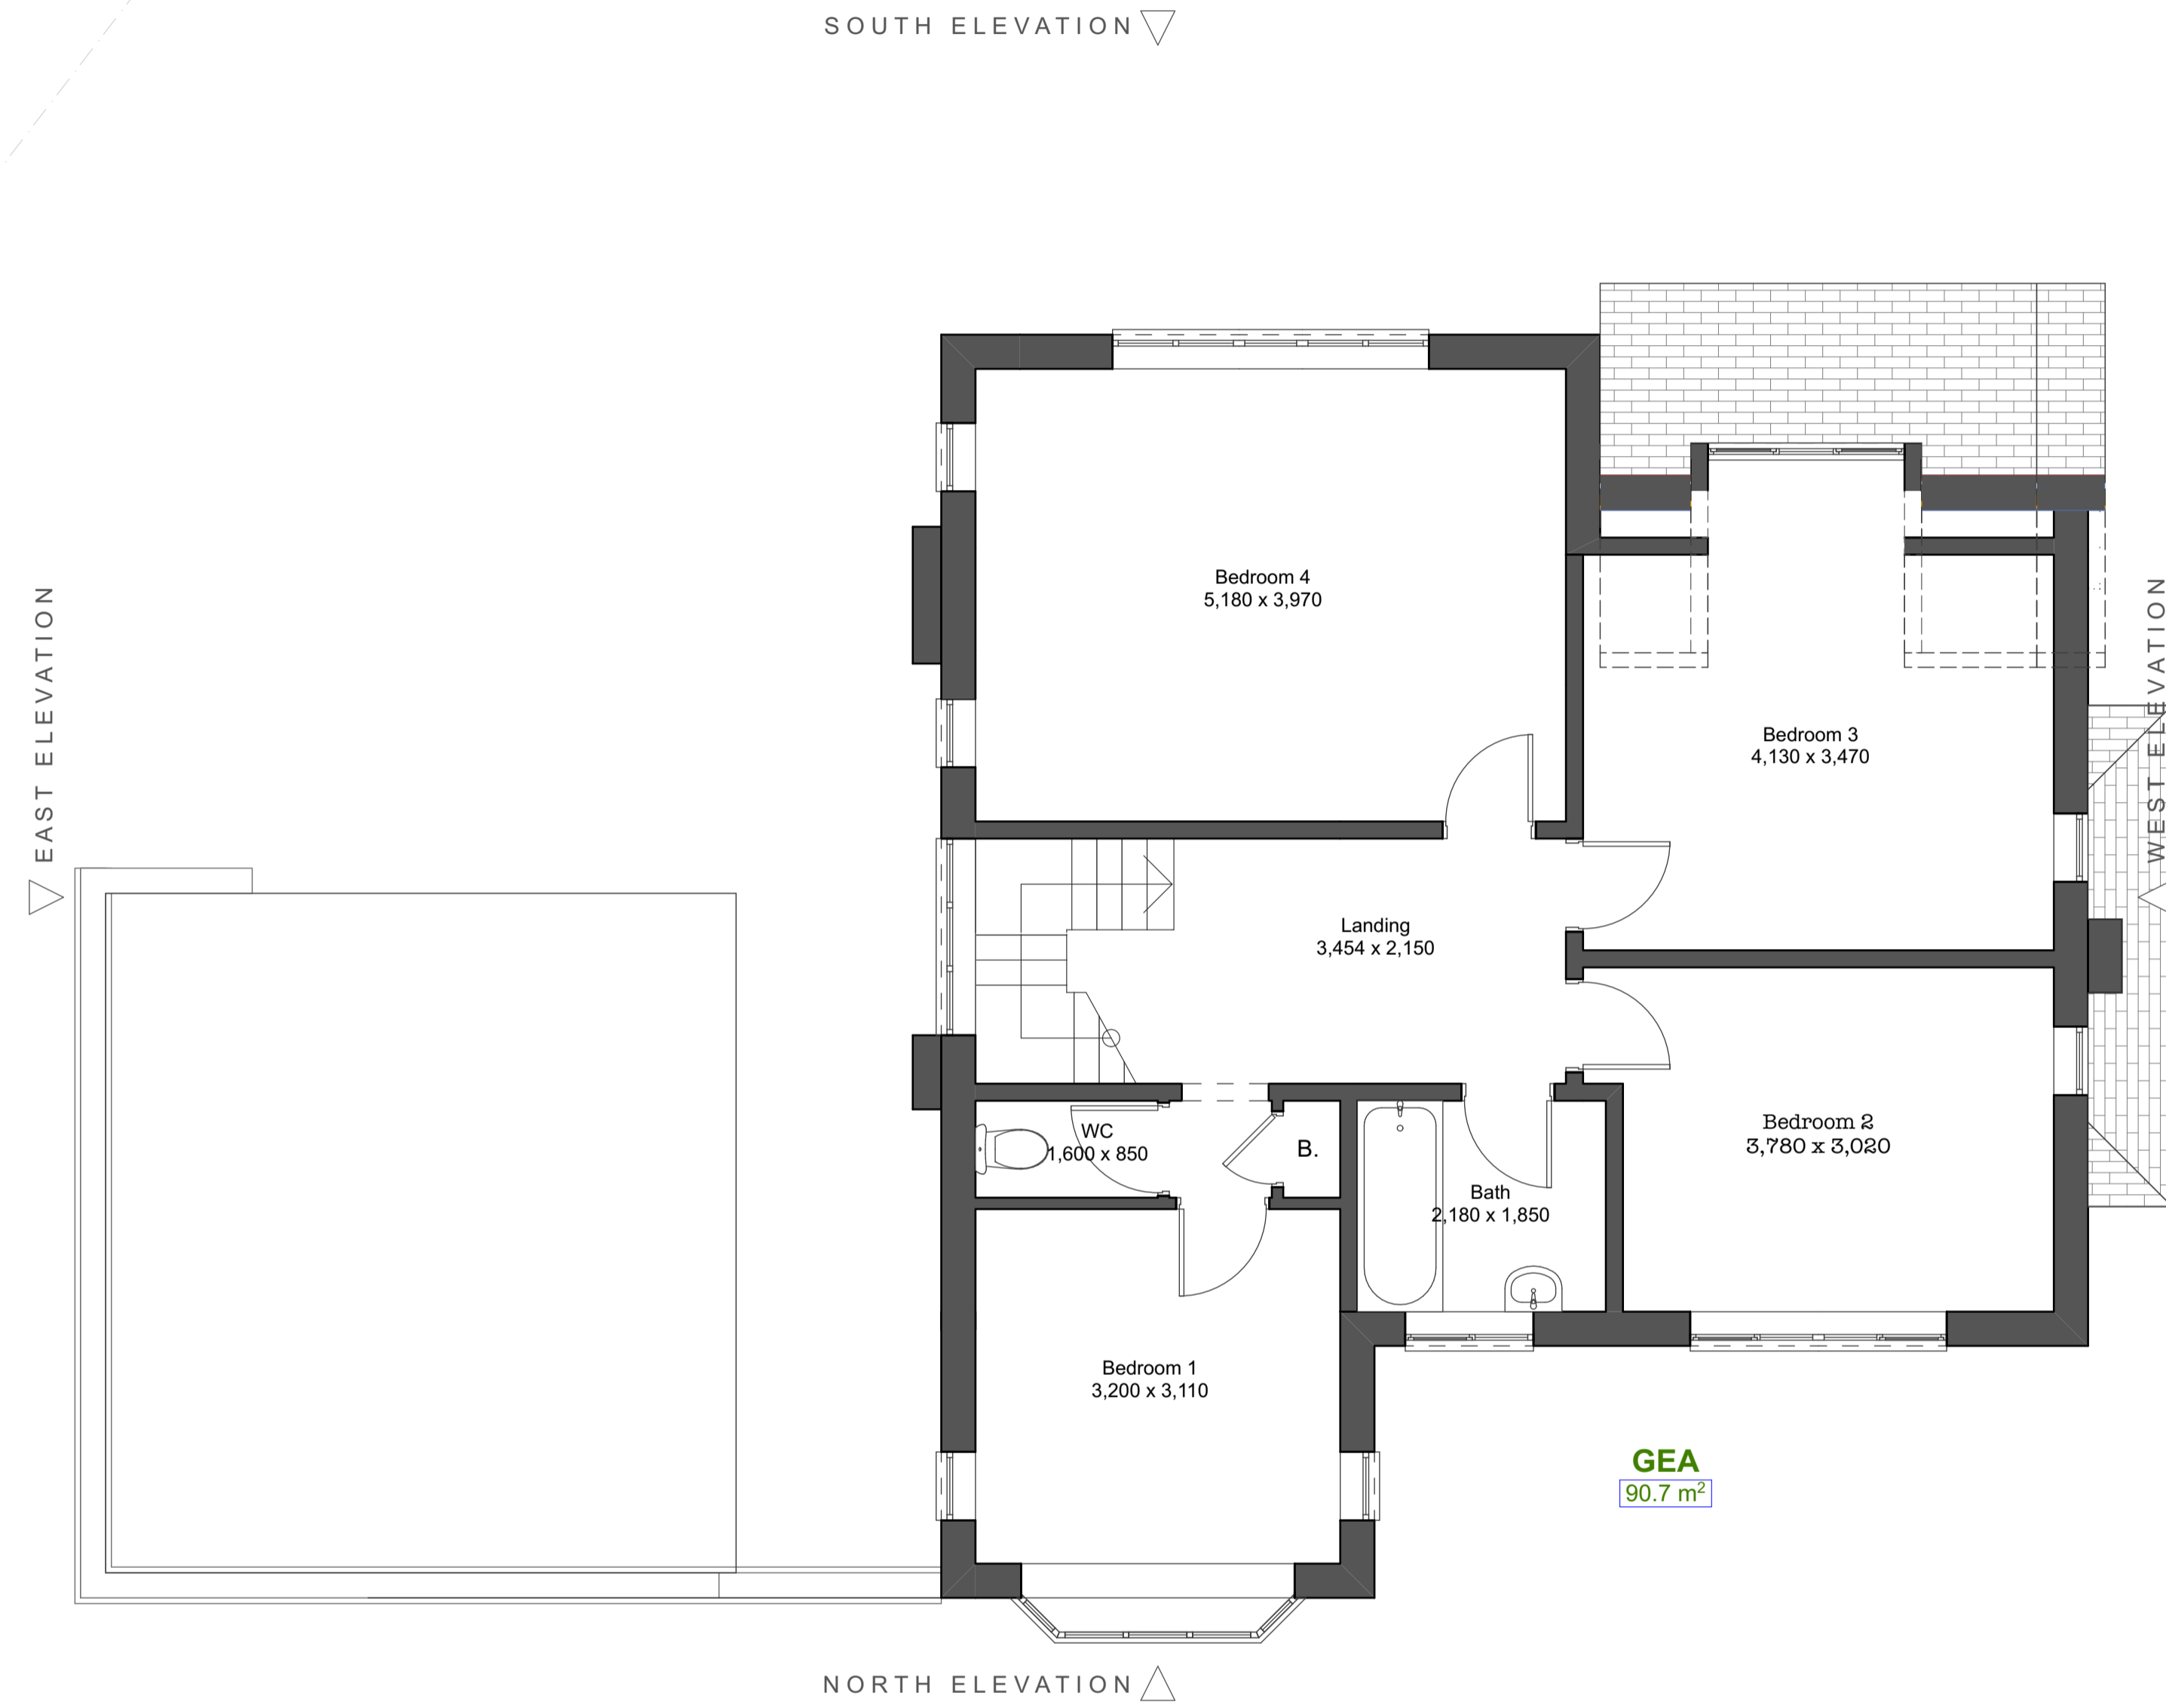 SOUTH ELEVATION
EAST ELEVATION
WEST ELEVATION
Bedroom 4
5,180 x 3,970
Bedroom 3
4,130 x 3,470
Landing
3,454 x 2,150
WC
1,600 x 850
B.
Bedroom 2
3,780 x 3,020
Bath
2,180 x 1,850
Bedroom 1
3,200 x 3,110
GEA
90.7 m²
NORTH ELEVATION